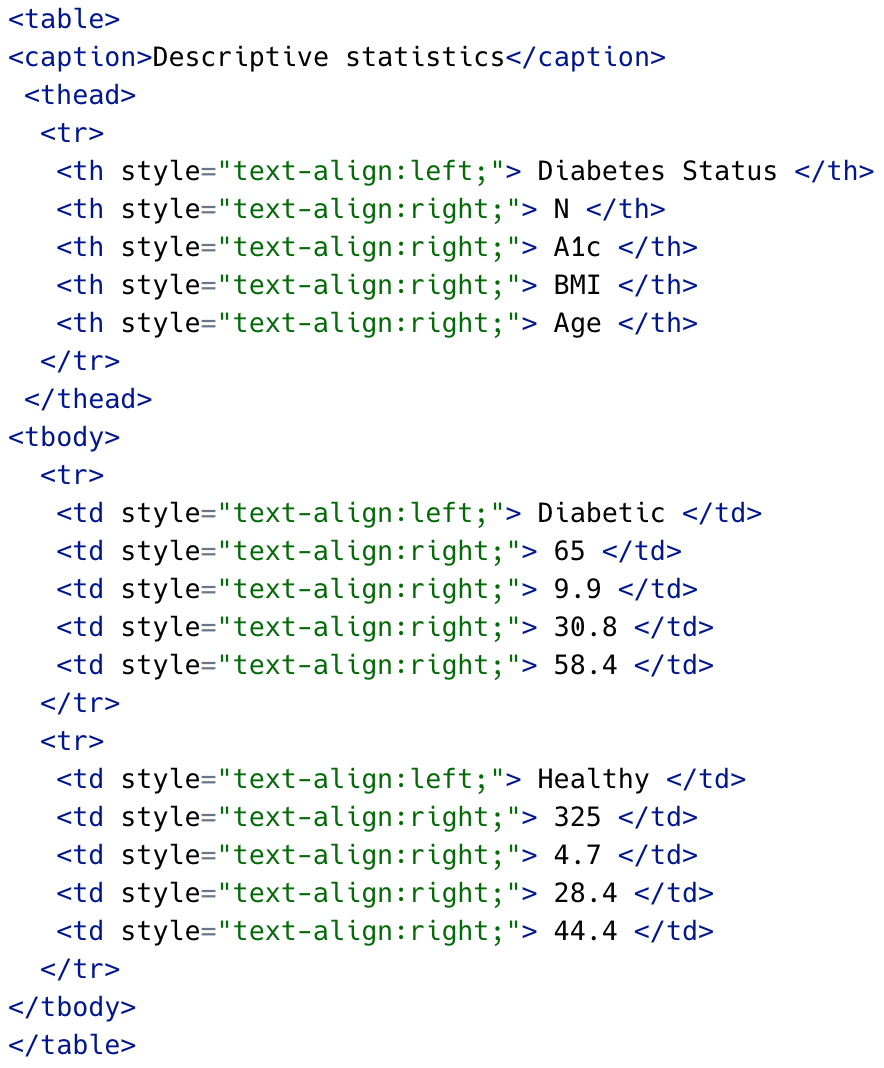 <table>
<caption>Descriptive statistics</caption>
 <thead>
  <tr>
   <th style="text-align:left;"> Diabetes Status </th>
   <th style="text-align:right;"> N </th>
   <th style="text-align:right;"> A1c </th>
   <th style="text-align:right;"> BMI </th>
   <th style="text-align:right;"> Age </th>
  </tr>
 </thead>
<tbody>
  <tr>
   <td style="text-align:left;"> Diabetic </td>
   <td style="text-align:right;"> 65 </td>
   <td style="text-align:right;"> 9.9 </td>
   <td style="text-align:right;"> 30.8 </td>
   <td style="text-align:right;"> 58.4 </td>
  </tr>
  <tr>
   <td style="text-align:left;"> Healthy </td>
   <td style="text-align:right;"> 325 </td>
   <td style="text-align:right;"> 4.7 </td>
   <td style="text-align:right;"> 28.4 </td>
   <td style="text-align:right;"> 44.4 </td>
  </tr>
</tbody>
</table>